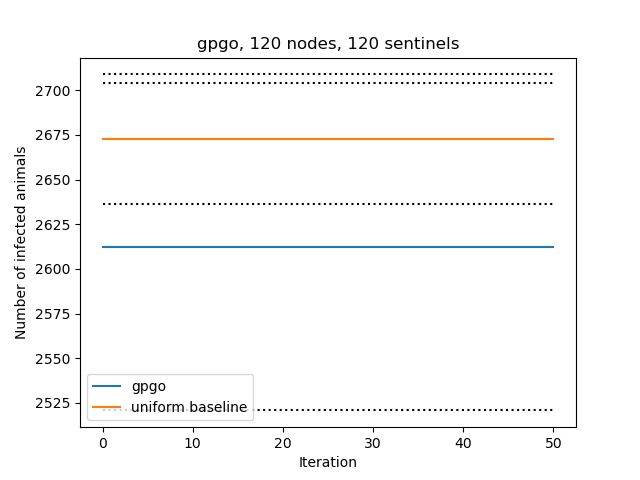 gpgo, 120 nodes, 120 sentinels
Number of infected animals
2700
2675
2650
2625
2600
2575
2550
2525
gpgo
uniform baseline
0 10 20 30 40 50
Iteration